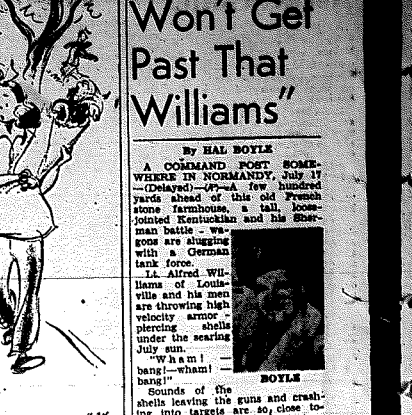 Won't Get
Past That
Williams"
By HAL BOYLE
A COMMAND POST SOME-
WHERE IN NORMANDY, July 17
—(Delayed)—(AP)—A few hundred
yards ahead of this old French
stone farmhouse, a tall, loose-
jointed Kentuckian and his Sher-
man battle - wa-
gons are slugging
with a German
tank force.
Lt. Alfred Wil-
liams of Louis-
ville and his men
are throwing high
velocity armor -
piercing shells
under the searing
July sun.
"Wham! —
bang!—wham! —
bang!"
BOYLE
Sounds of the
shells leaving the guns and crash-
ing into targets are so close to-